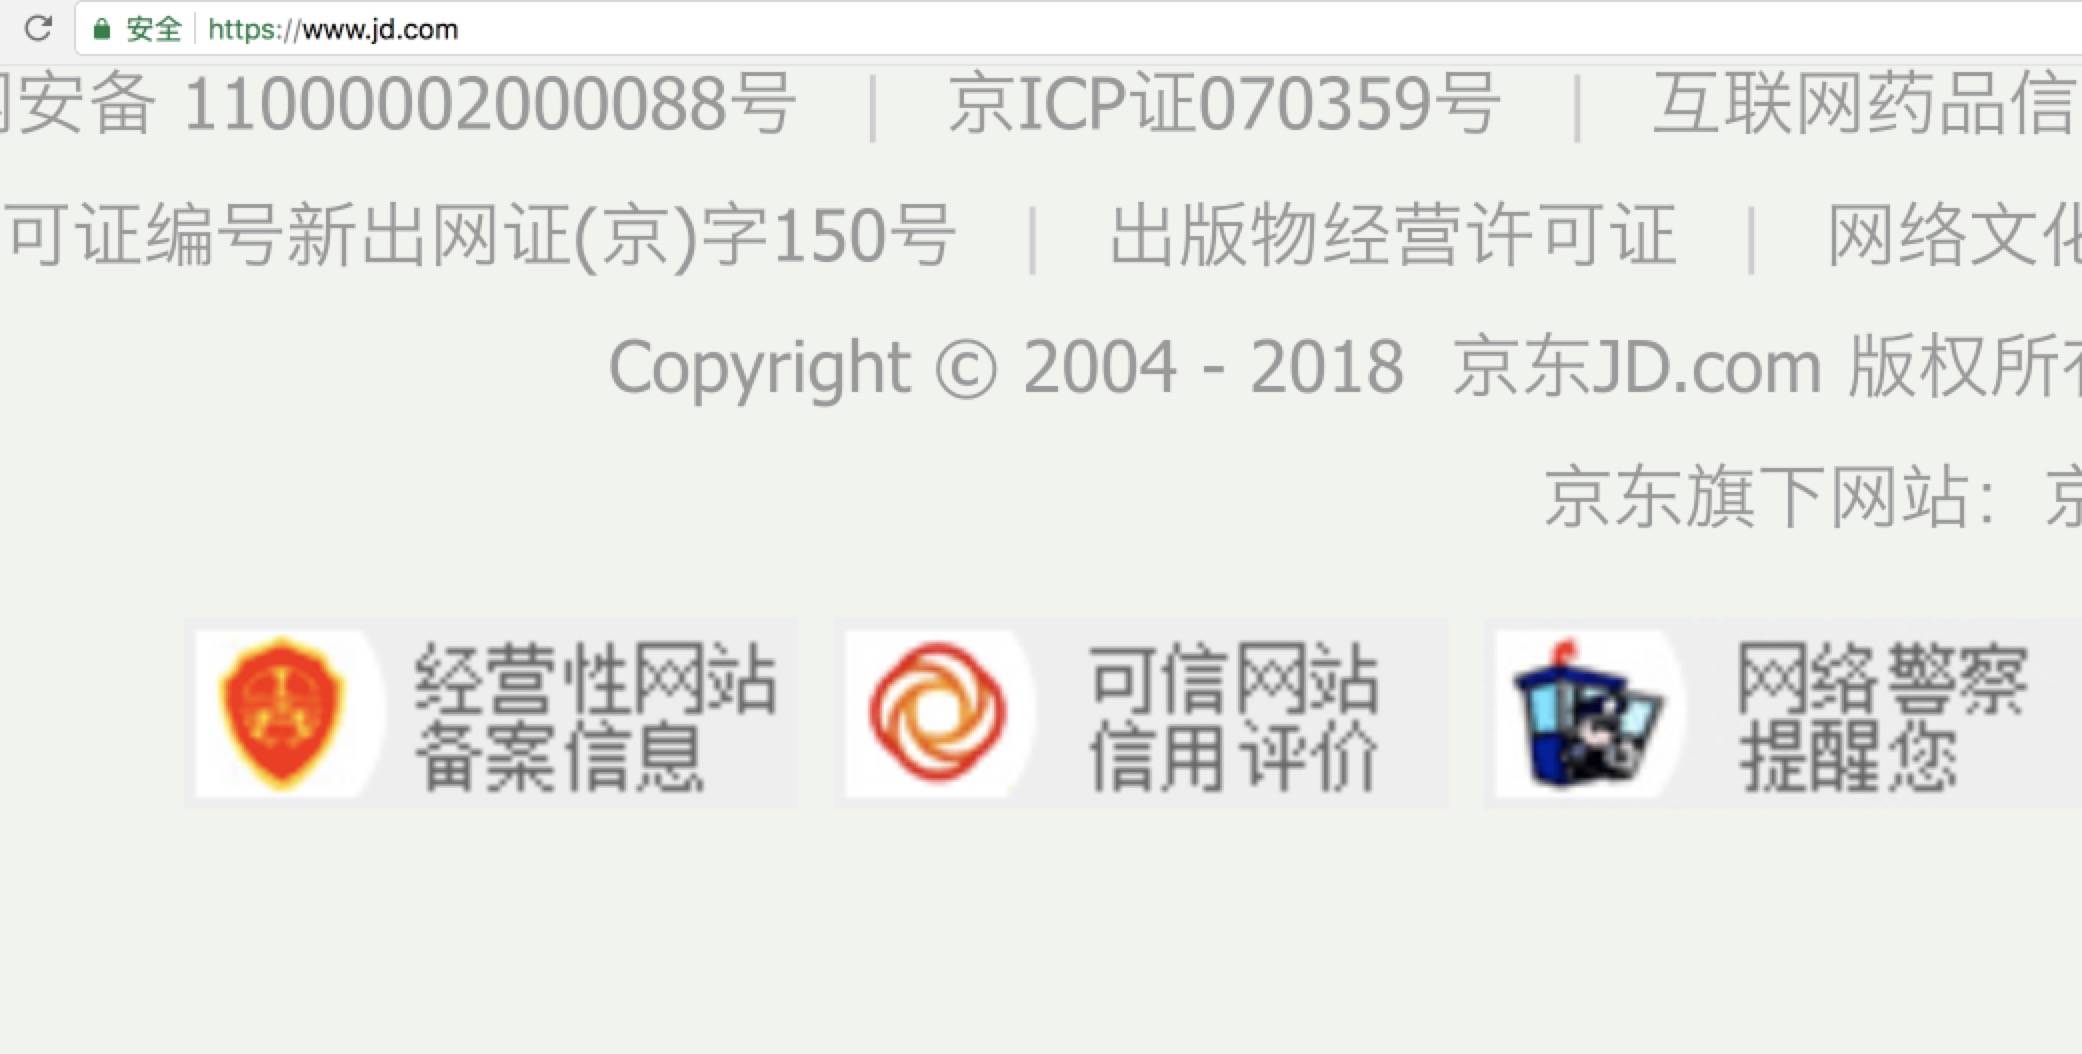 安全 https://www.jd.com
安备 11000002000088号 | 京ICP证070359号 | 互联网药品信
可证编号新出网证(京)字150号 | 出版物经营许可证 | 网络文化
Copyright © 2004 - 2018 京东JD.com 版权所有
京东旗下网站：京
经营性网站
备案信息
可信网站
信用评价
网络警察
提醒您